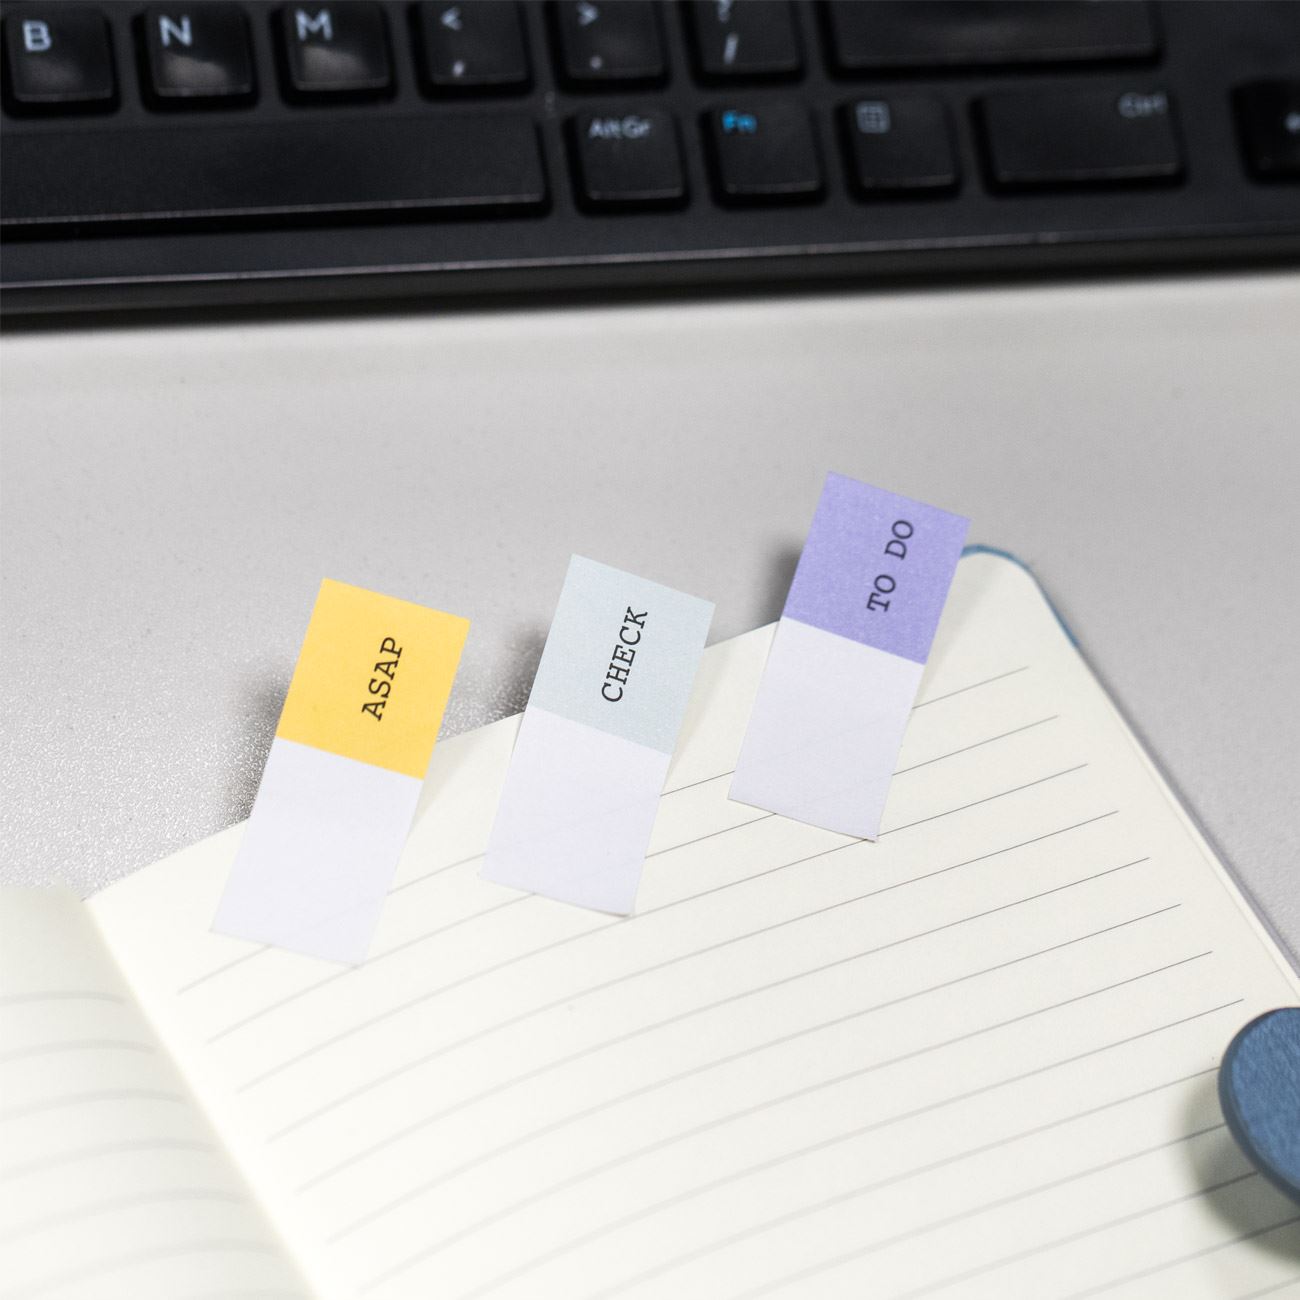 B N M < , > . ? /
AltGr Fn Ctrl
ASAP
CHECK
TO DO